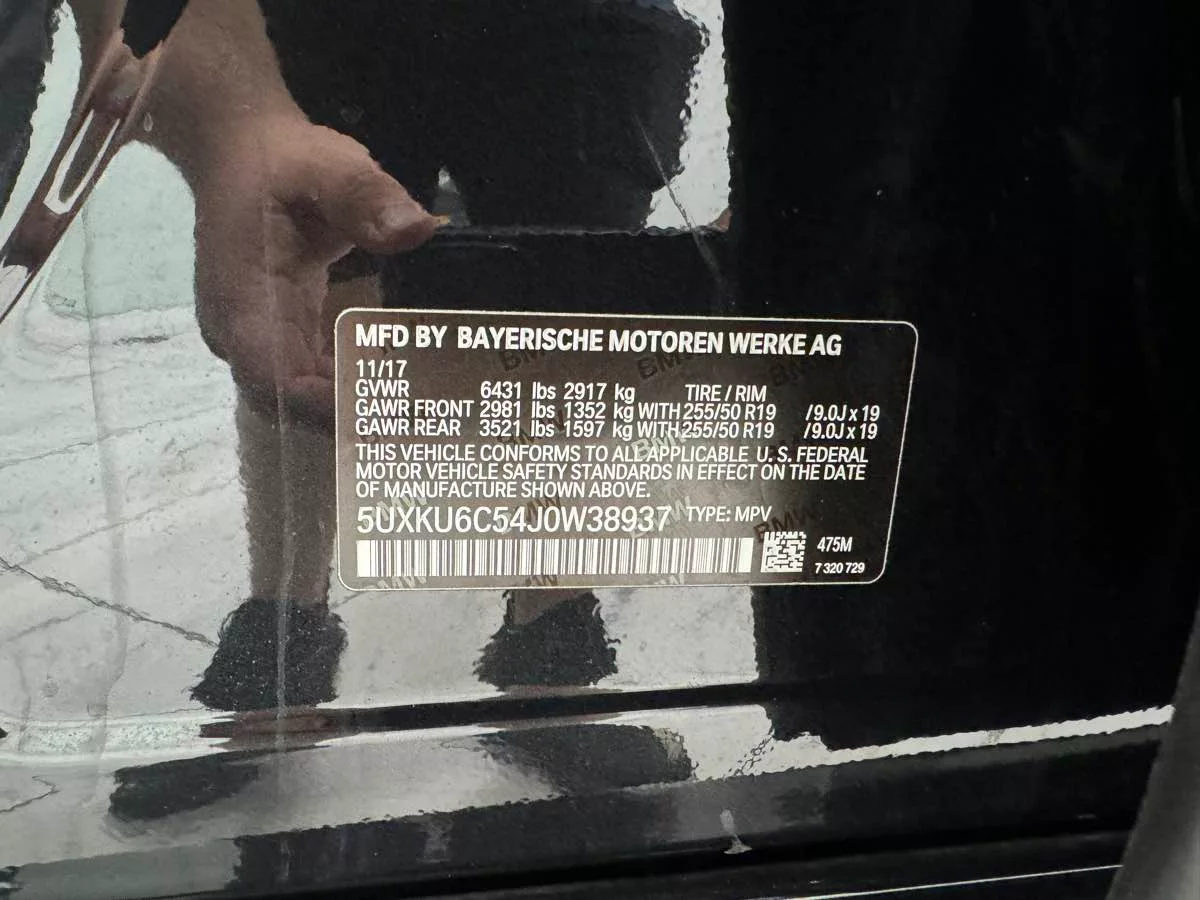 MFD BY BAYERISCHE MOTOREN WERKE AG
11/17
GVWR 6431 lbs 2917 kg TIRE / RIM
GAWR FRONT 2981 lbs 1352 kg WITH 255/50 R19 /9.0J x 19
GAWR REAR 3521 lbs 1597 kg WITH 255/50 R19 /9.0J x 19
THIS VEHICLE CONFORMS TO ALL APPLICABLE U. S. FEDERAL
MOTOR VEHICLE SAFETY STANDARDS IN EFFECT ON THE DATE
OF MANUFACTURE SHOWN ABOVE.
5UXKU6C54J0W38937 TYPE: MPV
475M
7 320 729